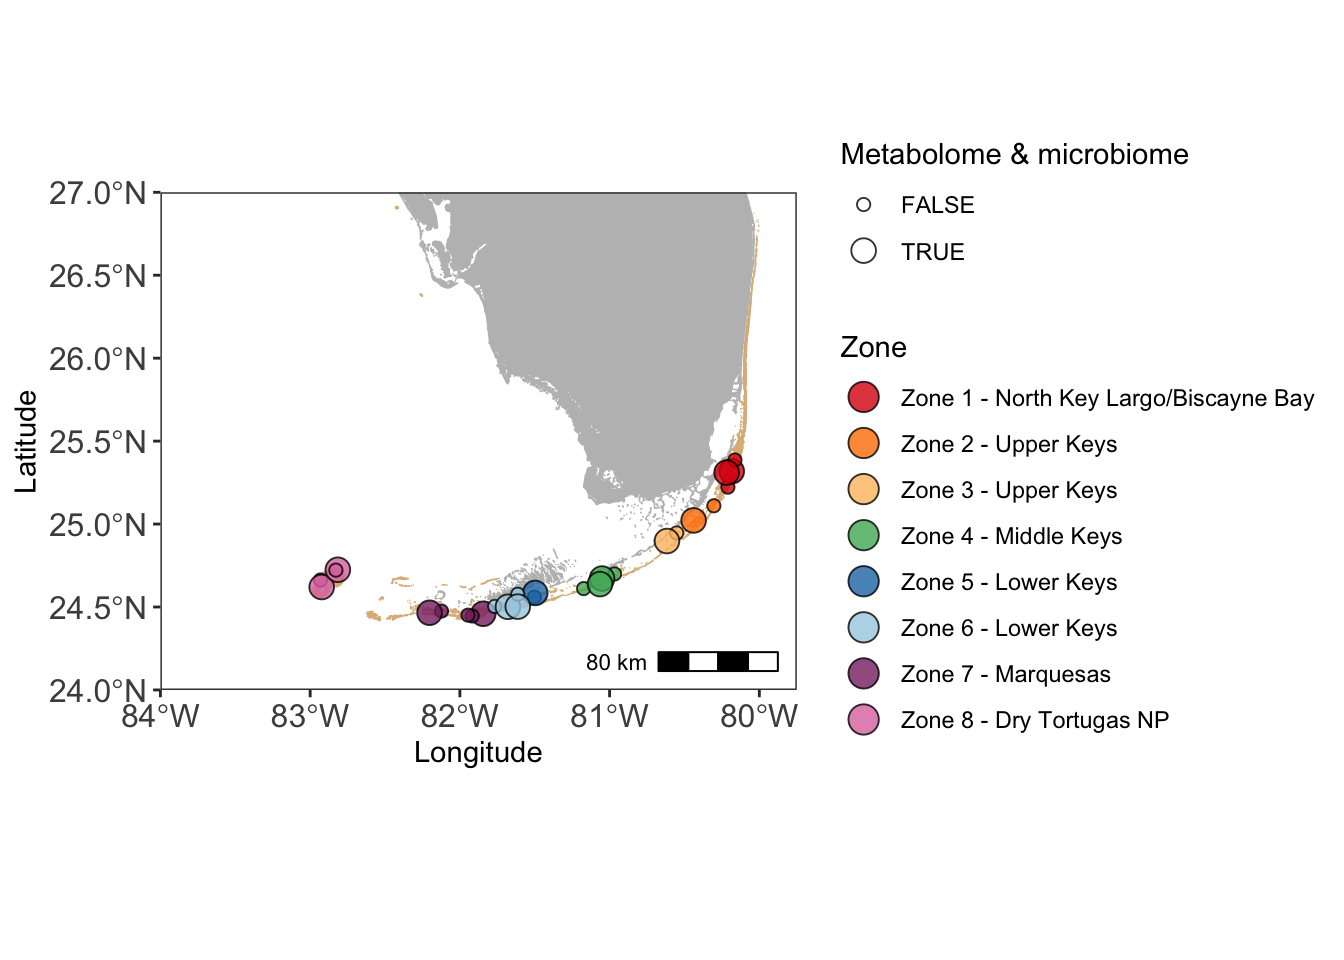 Metabolome & microbiome
FALSE
TRUE
Zone
Zone 1 - North Key Largo/Biscayne Bay
Zone 2 - Upper Keys
Zone 3 - Upper Keys
Zone 4 - Middle Keys
Zone 5 - Lower Keys
Zone 6 - Lower Keys
Zone 7 - Marquesas
Zone 8 - Dry Tortugas NP
27.0°N
26.5°N
26.0°N
25.5°N
25.0°N
24.5°N
24.0°N
Latitude
80 km
84°W 83°W 82°W 81°W 80°W
Longitude